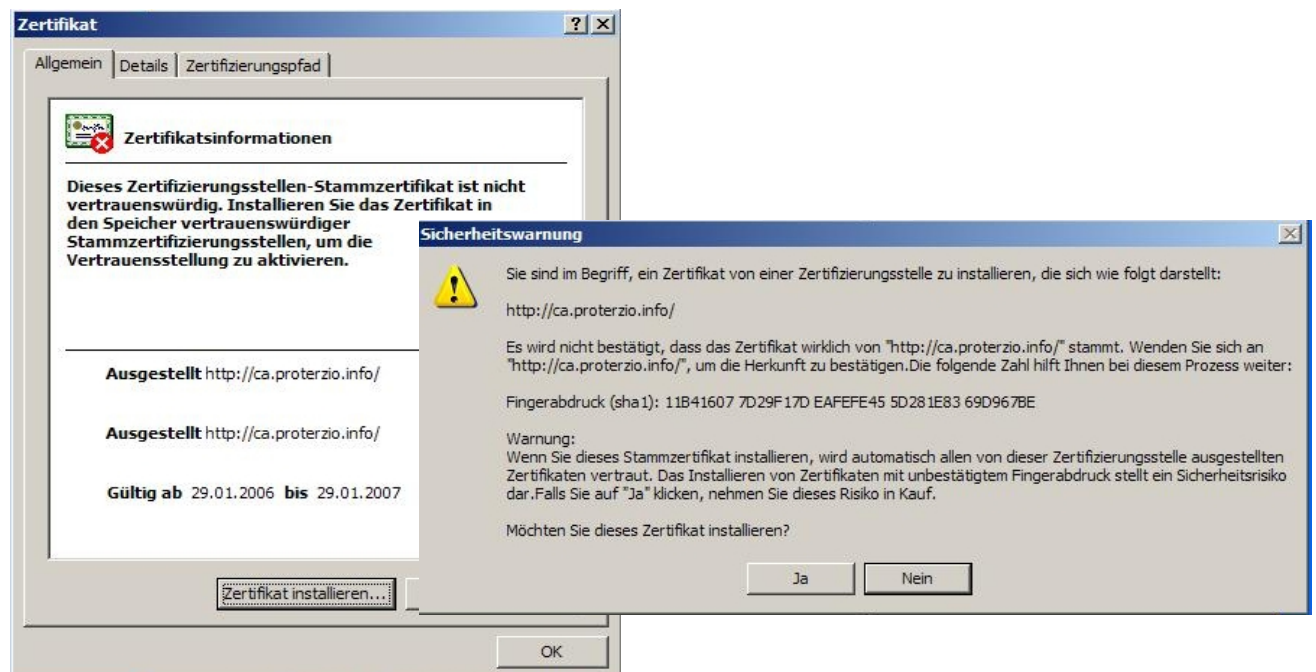 Zertifikat
Allgemein Details Zertifizierungspfad
Zertifikatsinformationen
Dieses Zertifizierungsstellen-Stammzertifikat ist nicht
vertrauenswürdig. Installieren Sie das Zertifikat in
den Speicher vertrauenswürdiger
Stammzertifizierungsstellen, um die
Vertrauensstellung zu aktivieren.
Ausgestellt http://ca.proterzio.info/
Ausgestellt http://ca.proterzio.info/
Gültig ab 29.01.2006 bis 29.01.2007
Zertifikat installieren...
OK
Sicherheitswarnung
Sie sind im Begriff, ein Zertifikat von einer Zertifizierungsstelle zu installieren, die sich wie folgt darstellt:
http://ca.proterzio.info/
Es wird nicht bestätigt, dass das Zertifikat wirklich von "http://ca.proterzio.info/" stammt. Wenden Sie sich an
"http://ca.proterzio.info/", um die Herkunft zu bestätigen.Die folgende Zahl hilft Ihnen bei diesem Prozess weiter:
Fingerabdruck (sha1): 11B41607 7D29F17D EAFEFE45 5D281E83 69D967BE
Warnung:
Wenn Sie dieses Stammzertifikat installieren, wird automatisch allen von dieser Zertifizierungsstelle ausgestellten
Zertifikaten vertraut. Das Installieren von Zertifikaten mit unbestätigtem Fingerabdruck stellt ein Sicherheitsrisiko
dar.Falls Sie auf "Ja" klicken, nehmen Sie dieses Risiko in Kauf.
Möchten Sie dieses Zertifikat installieren?
Ja Nein